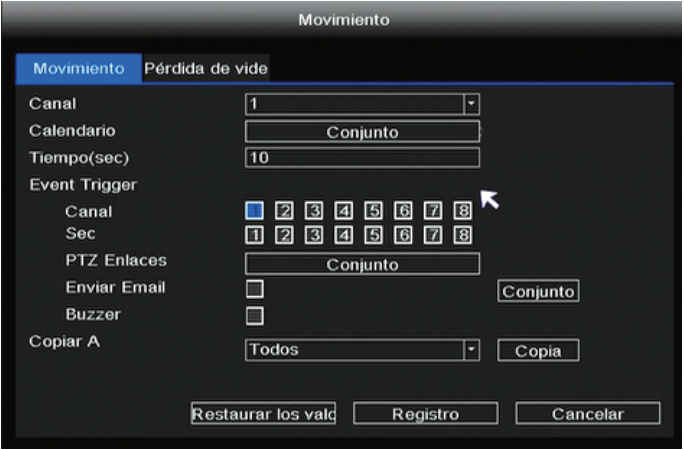 Movimiento
Movimiento Pérdida de vide
Canal 1
Calendario Conjunto
Tiempo(sec) 10
Event Trigger
Canal 1 2 3 4 5 6 7 8
Sec 1 2 3 4 5 6 7 8
PTZ Enlaces Conjunto
Enviar Email Conjunto
Buzzer
Copiar A Todos Copia
Restaurar los valc Registro Cancelar